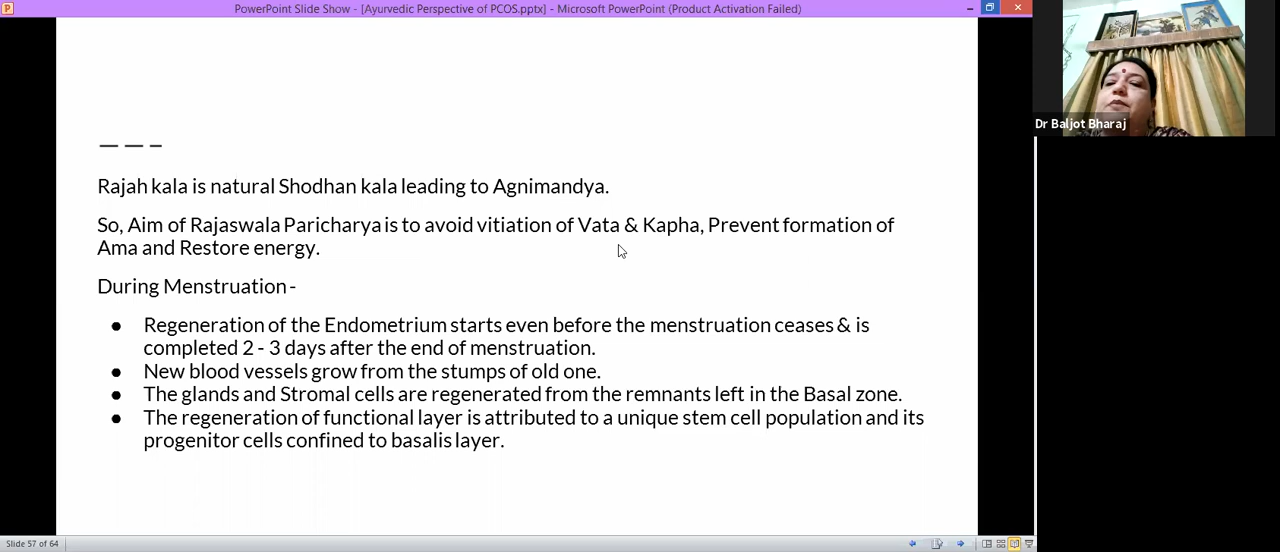 PowerPoint Slide Show - [Ayurvedic Perspective of PCOS.pptx] - Microsoft PowerPoint (Product Activation Failed)
Dr Baljot Bharaj
Rajah kala is natural Shodhan kala leading to Agnimandya.
So, Aim of Rajaswala Paricharya is to avoid vitiation of Vata & Kapha, Prevent formation of
Ama and Restore energy.
During Menstruation -
● Regeneration of the Endometrium starts even before the menstruation ceases & is
completed 2 - 3 days after the end of menstruation.
● New blood vessels grow from the stumps of old one.
● The glands and Stromal cells are regenerated from the remnants left in the Basal zone.
● The regeneration of functional layer is attributed to a unique stem cell population and its
progenitor cells confined to basalis layer.
Slide 57 of 64